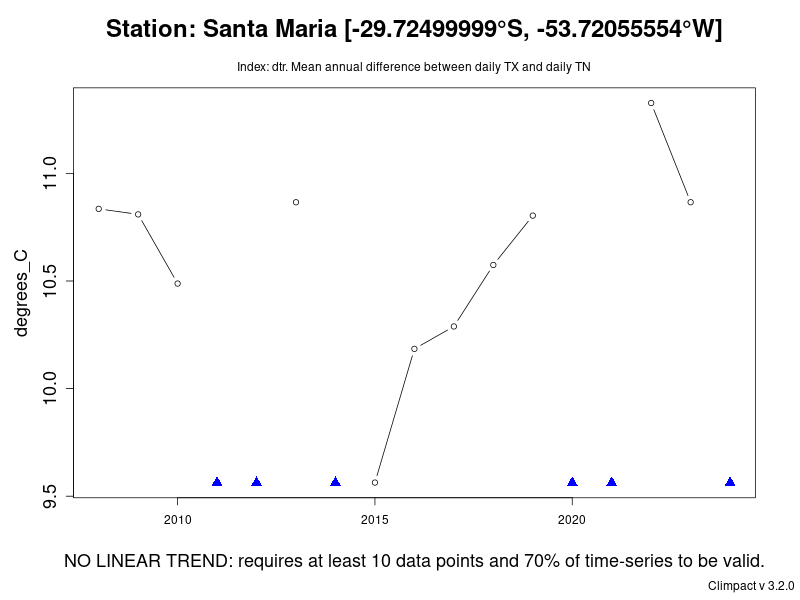 Station: Santa Maria [-29.72499999°S, -53.72055554°W]
Index: dtr. Mean annual difference between daily TX and daily TN
degrees_C
11.0
10.5
10.0
9.5
2010 2015 2020
NO LINEAR TREND: requires at least 10 data points and 70% of time-series to be valid.
Climpact v 3.2.0